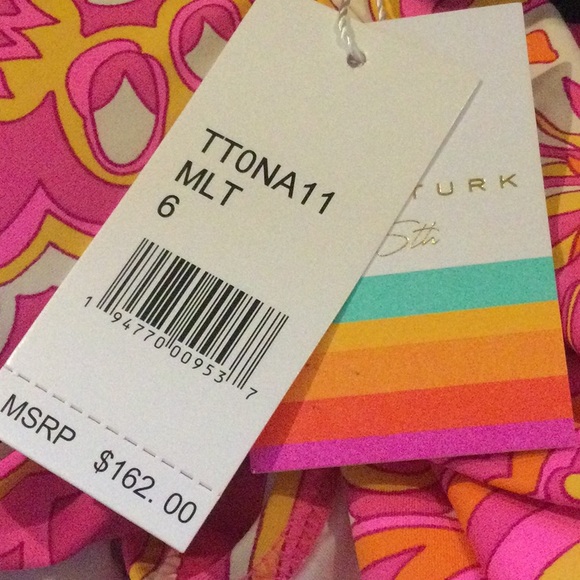 TT0NA11
MLT
6
1 94770 00953 7
MSRP $162.00
TURK
5th